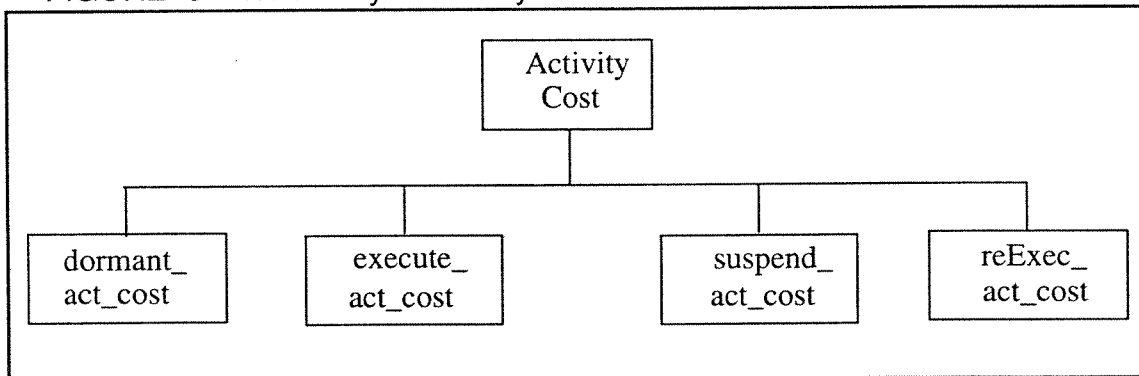 Activity
Cost
dormant_
act_cost
execute_
act_cost
suspend_
act_cost
reExec_
act_cost